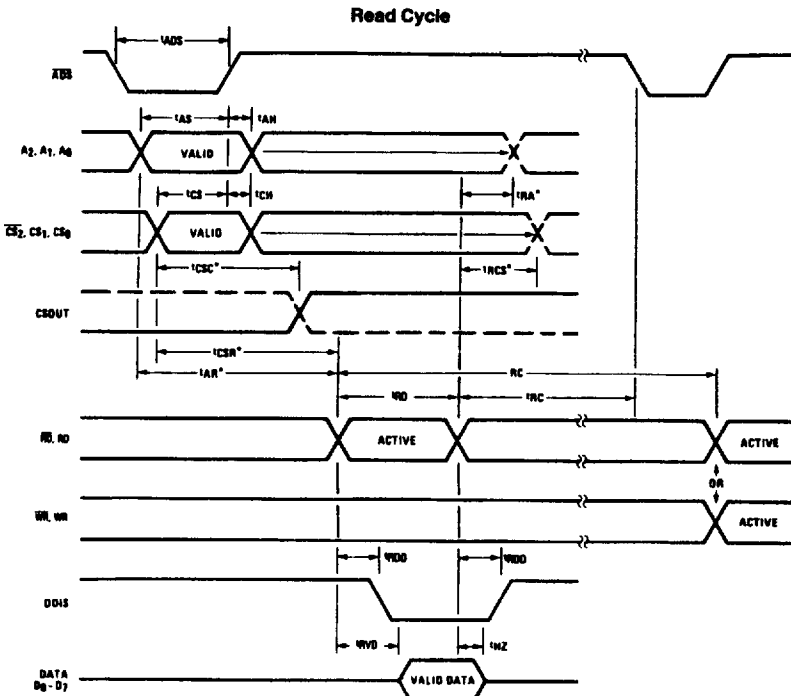 Read Cycle
tADS
ADS
tAS tAH
A2, A1, A0 VALID
tRA*
tCS tCH
CS2, CS1, CS0 VALID
tCSC* tRCS*
CSOUT
tCSR*
tAR* RC
tRD tRC
RD, RD ACTIVE ACTIVE
OR
WR, WR ACTIVE
tRDD tRDD
DDIS
tRVD tHZ
DATA
D0 - D7 VALID DATA